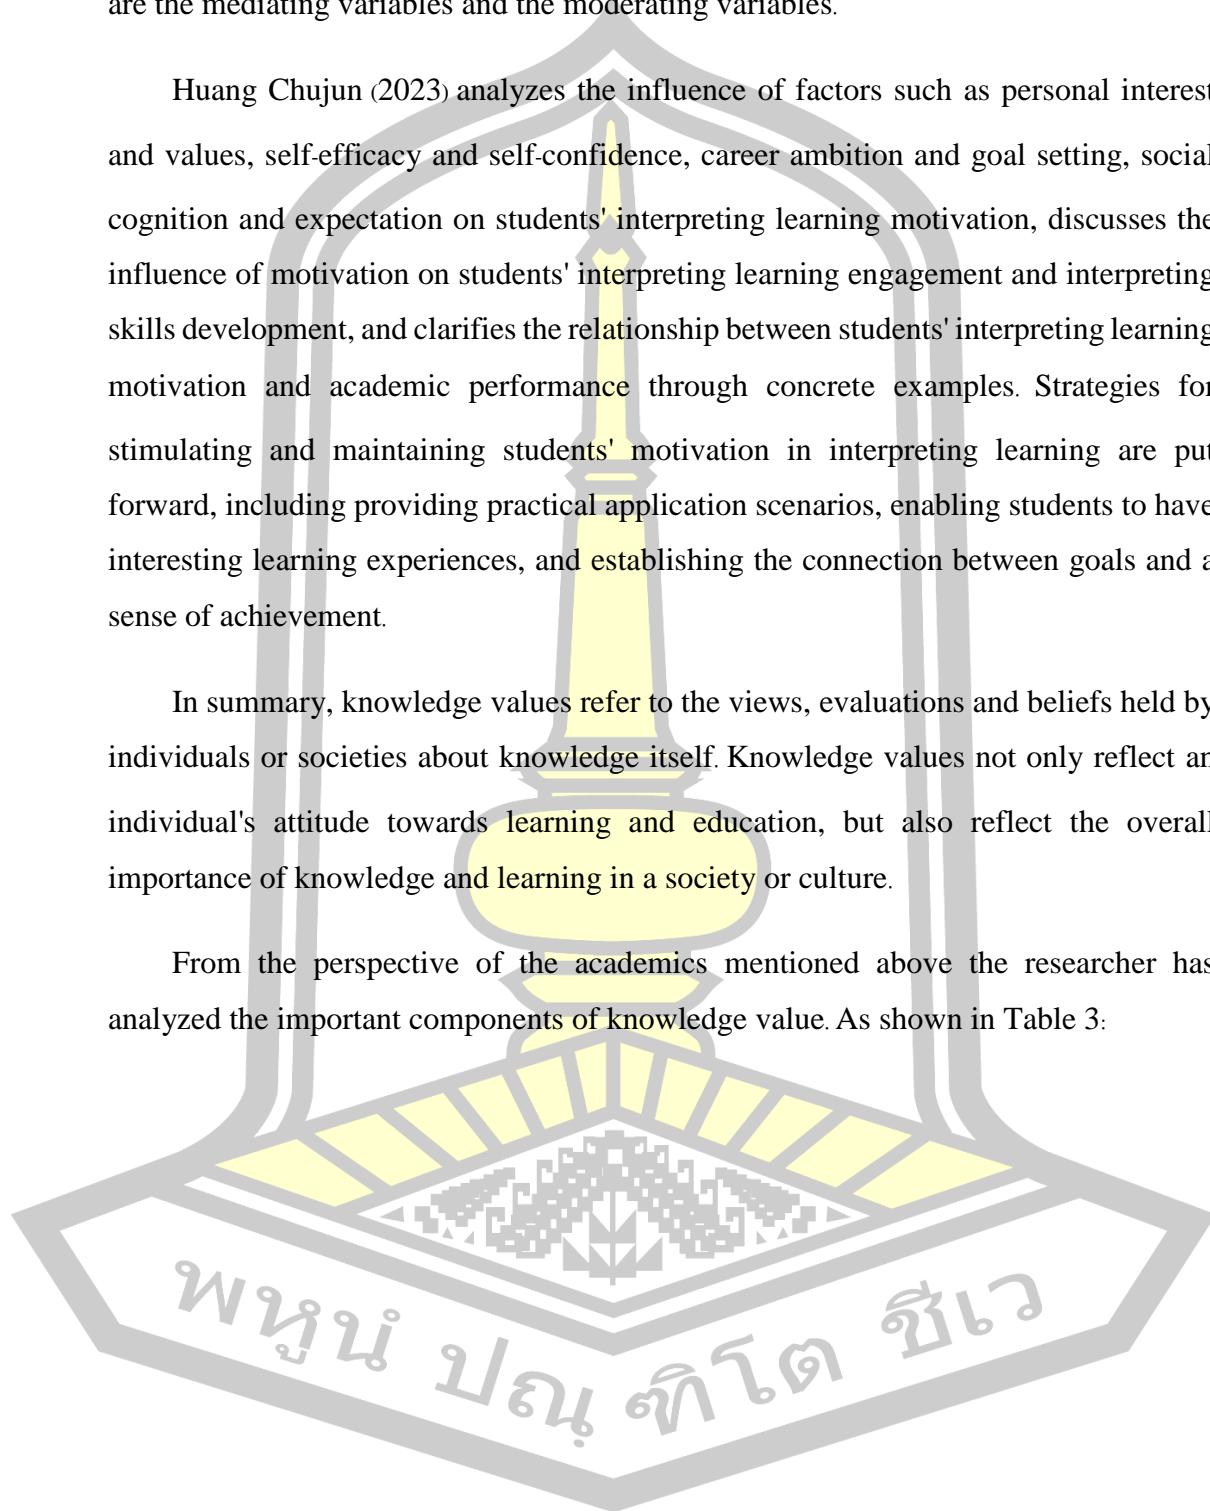 are the mediating variables and the moderating variables.
Huang Chujun (2023) analyzes the influence of factors such as personal interest
and values, self-efficacy and self-confidence, career ambition and goal setting, social
cognition and expectation on students' interpreting learning motivation, discusses the
influence of motivation on students' interpreting learning engagement and interpreting
skills development, and clarifies the relationship between students' interpreting learning
motivation and academic performance through concrete examples. Strategies for
stimulating and maintaining students' motivation in interpreting learning are put
forward, including providing practical application scenarios, enabling students to have
interesting learning experiences, and establishing the connection between goals and a
sense of achievement.
In summary, knowledge values refer to the views, evaluations and beliefs held by
individuals or societies about knowledge itself. Knowledge values not only reflect an
individual's attitude towards learning and education, but also reflect the overall
importance of knowledge and learning in a society or culture.
From the perspective of the academics mentioned above the researcher has
analyzed the important components of knowledge value. As shown in Table 3:
พหูนํ ปณฺฑิโต ชีเว